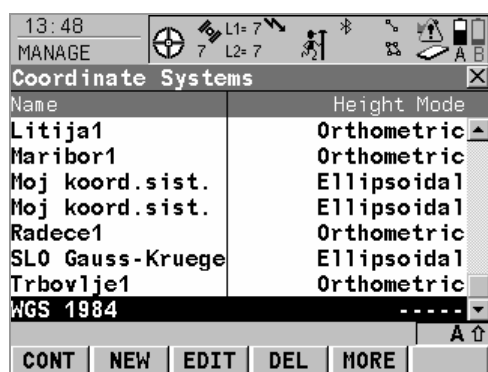 13:48
MANAGE
7
L1= 7
L2= 7
A B
Coordinate Systems
Name Height Mode
Litija1 Orthometric
Maribor1 Orthometric
Moj koord.sist. Ellipsoidal
Moj koord.sist. Ellipsoidal
Radece1 Orthometric
SLO Gauss-Kruege Ellipsoidal
Trbovlje1 Orthometric
WGS 1984 -----
A
CONT NEW EDIT DEL MORE